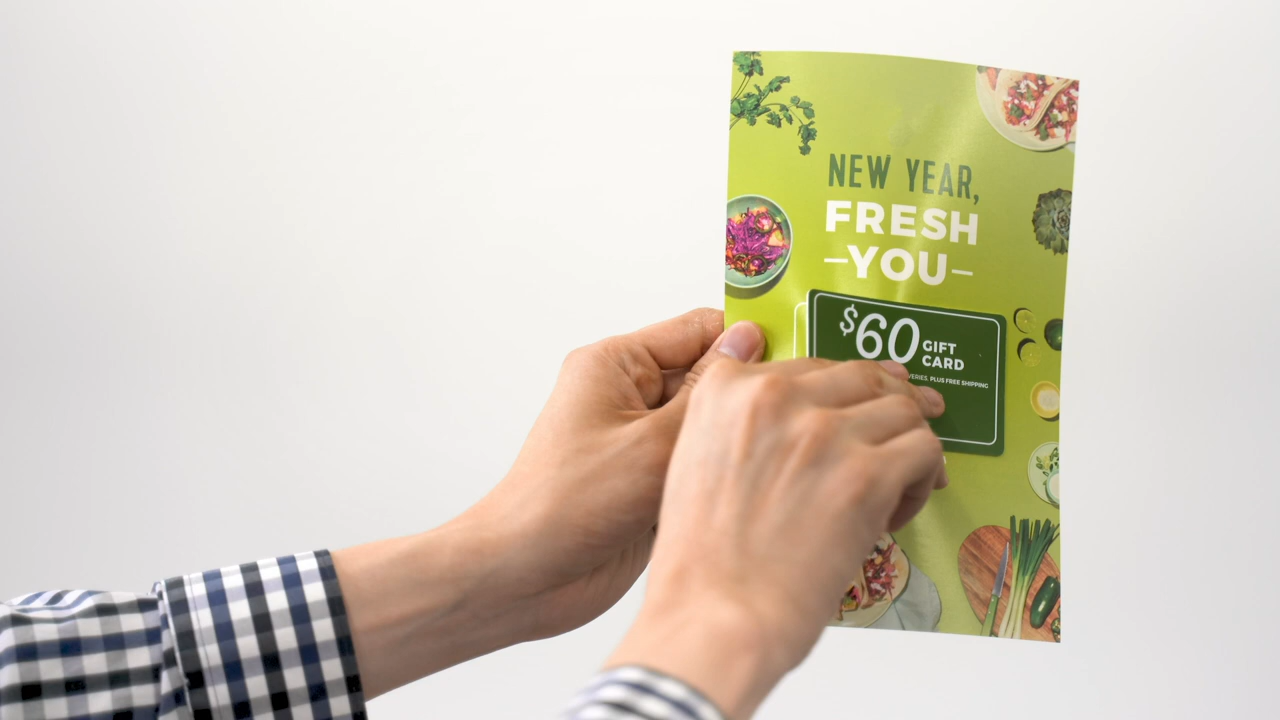 NEW YEAR,
FRESH
–YOU–
$60 GIFT
CARD
PLUS FREE SHIPPING